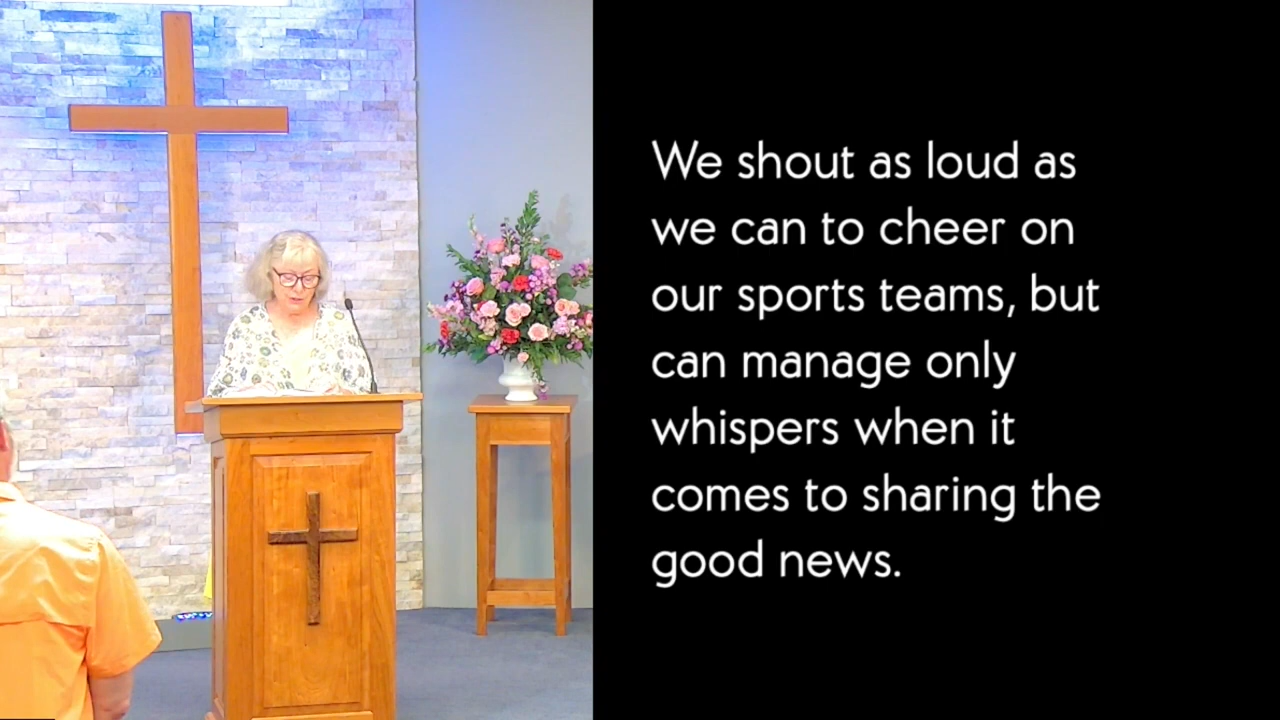 We shout as loud as
we can to cheer on
our sports teams, but
can manage only
whispers when it
comes to sharing the
good news.